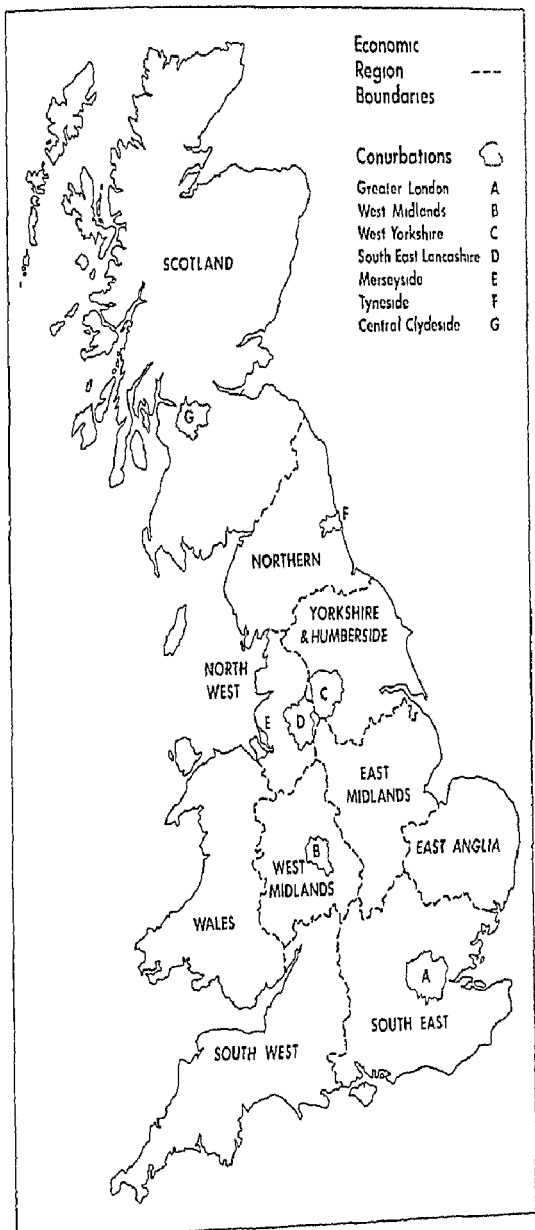 Economic
Region
Boundaries
Conurbations
Greater London A
West Midlands B
West Yorkshire C
South East Lancashire D
Merseyside E
Tyneside F
Central Clydeside G
SCOTLAND
G
F
NORTHERN
YORKSHIRE
& HUMBERSIDE
NORTH
WEST
C
E
D
EAST
MIDLANDS
B
WEST
MIDLANDS
EAST ANGLIA
WALES
A
SOUTH EAST
SOUTH WEST